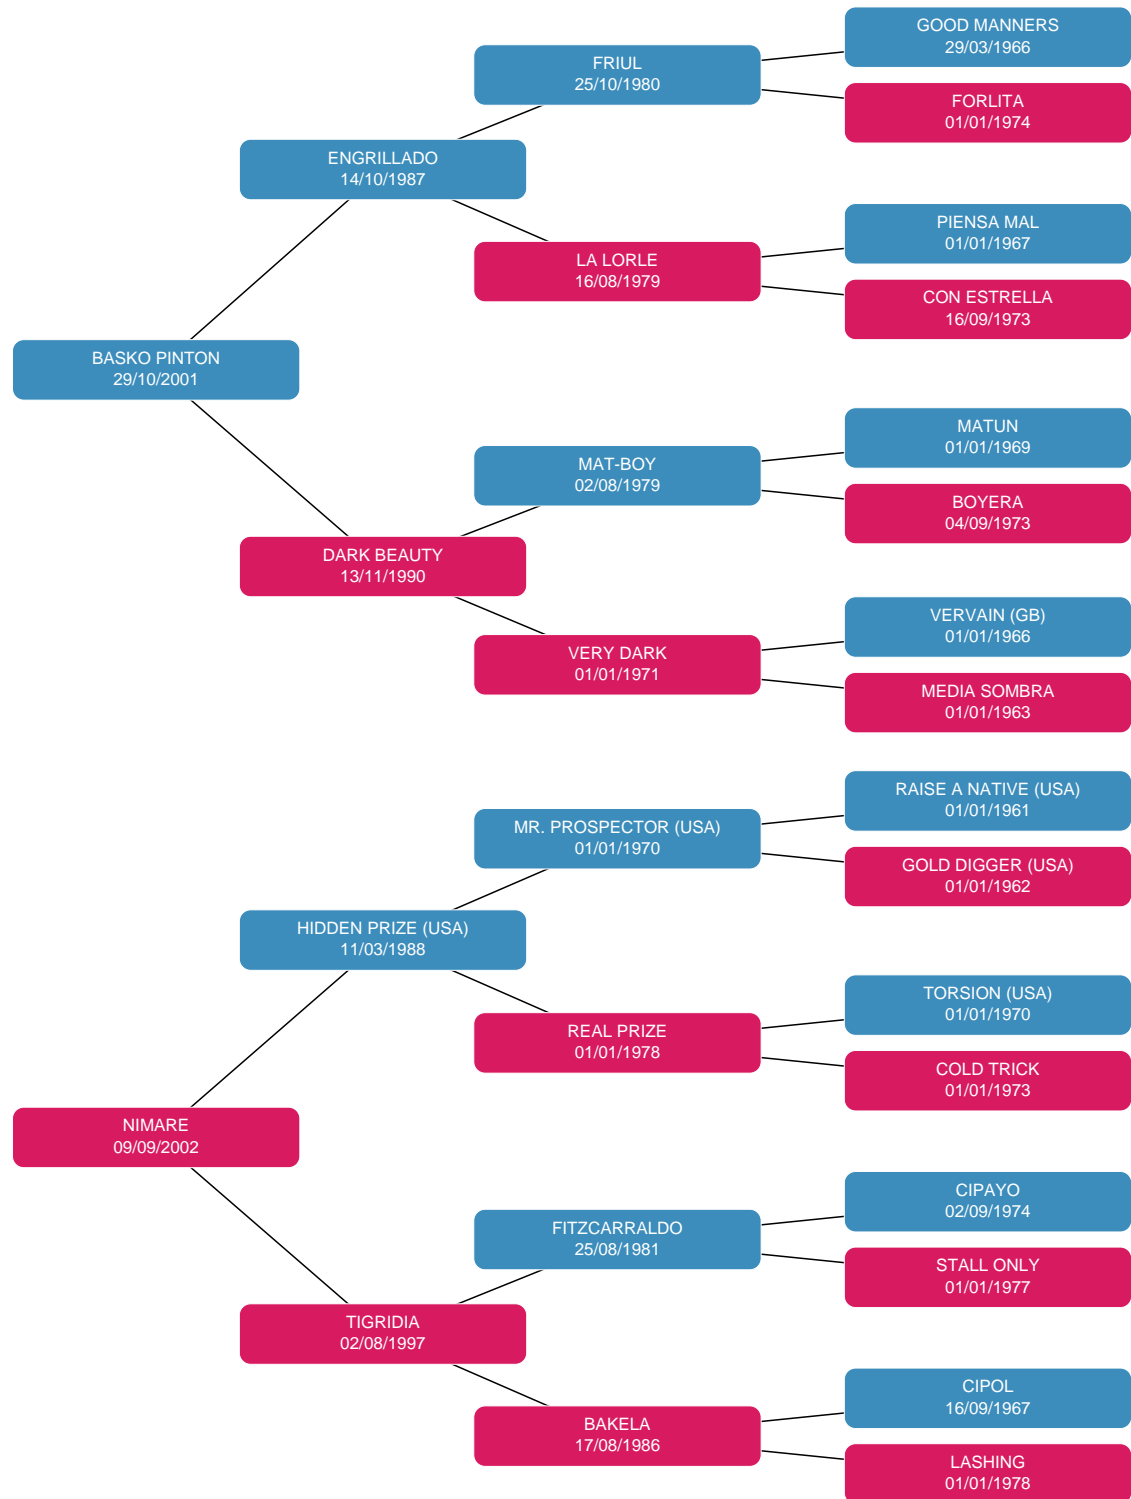 GOOD MANNERS
29/03/1966
FRIUL
25/10/1980
FORLITA
01/01/1974
ENGRILLADO
14/10/1987
PIENSA MAL
01/01/1967
LA LORLE
16/08/1979
CON ESTRELLA
16/09/1973
BASKO PINTON
29/10/2001
MATUN
01/01/1969
MAT-BOY
02/08/1979
BOYERA
04/09/1973
DARK BEAUTY
13/11/1990
VERVAIN (GB)
01/01/1966
VERY DARK
01/01/1971
MEDIA SOMBRA
01/01/1963
RAISE A NATIVE (USA)
01/01/1961
MR. PROSPECTOR (USA)
01/01/1970
GOLD DIGGER (USA)
01/01/1962
HIDDEN PRIZE (USA)
11/03/1988
TORSION (USA)
01/01/1970
REAL PRIZE
01/01/1978
COLD TRICK
01/01/1973
NIMARE
09/09/2002
CIPAYO
02/09/1974
FITZCARRALDO
25/08/1981
STALL ONLY
01/01/1977
TIGRIDIA
02/08/1997
CIPOL
16/09/1967
BAKELA
17/08/1986
LASHING
01/01/1978